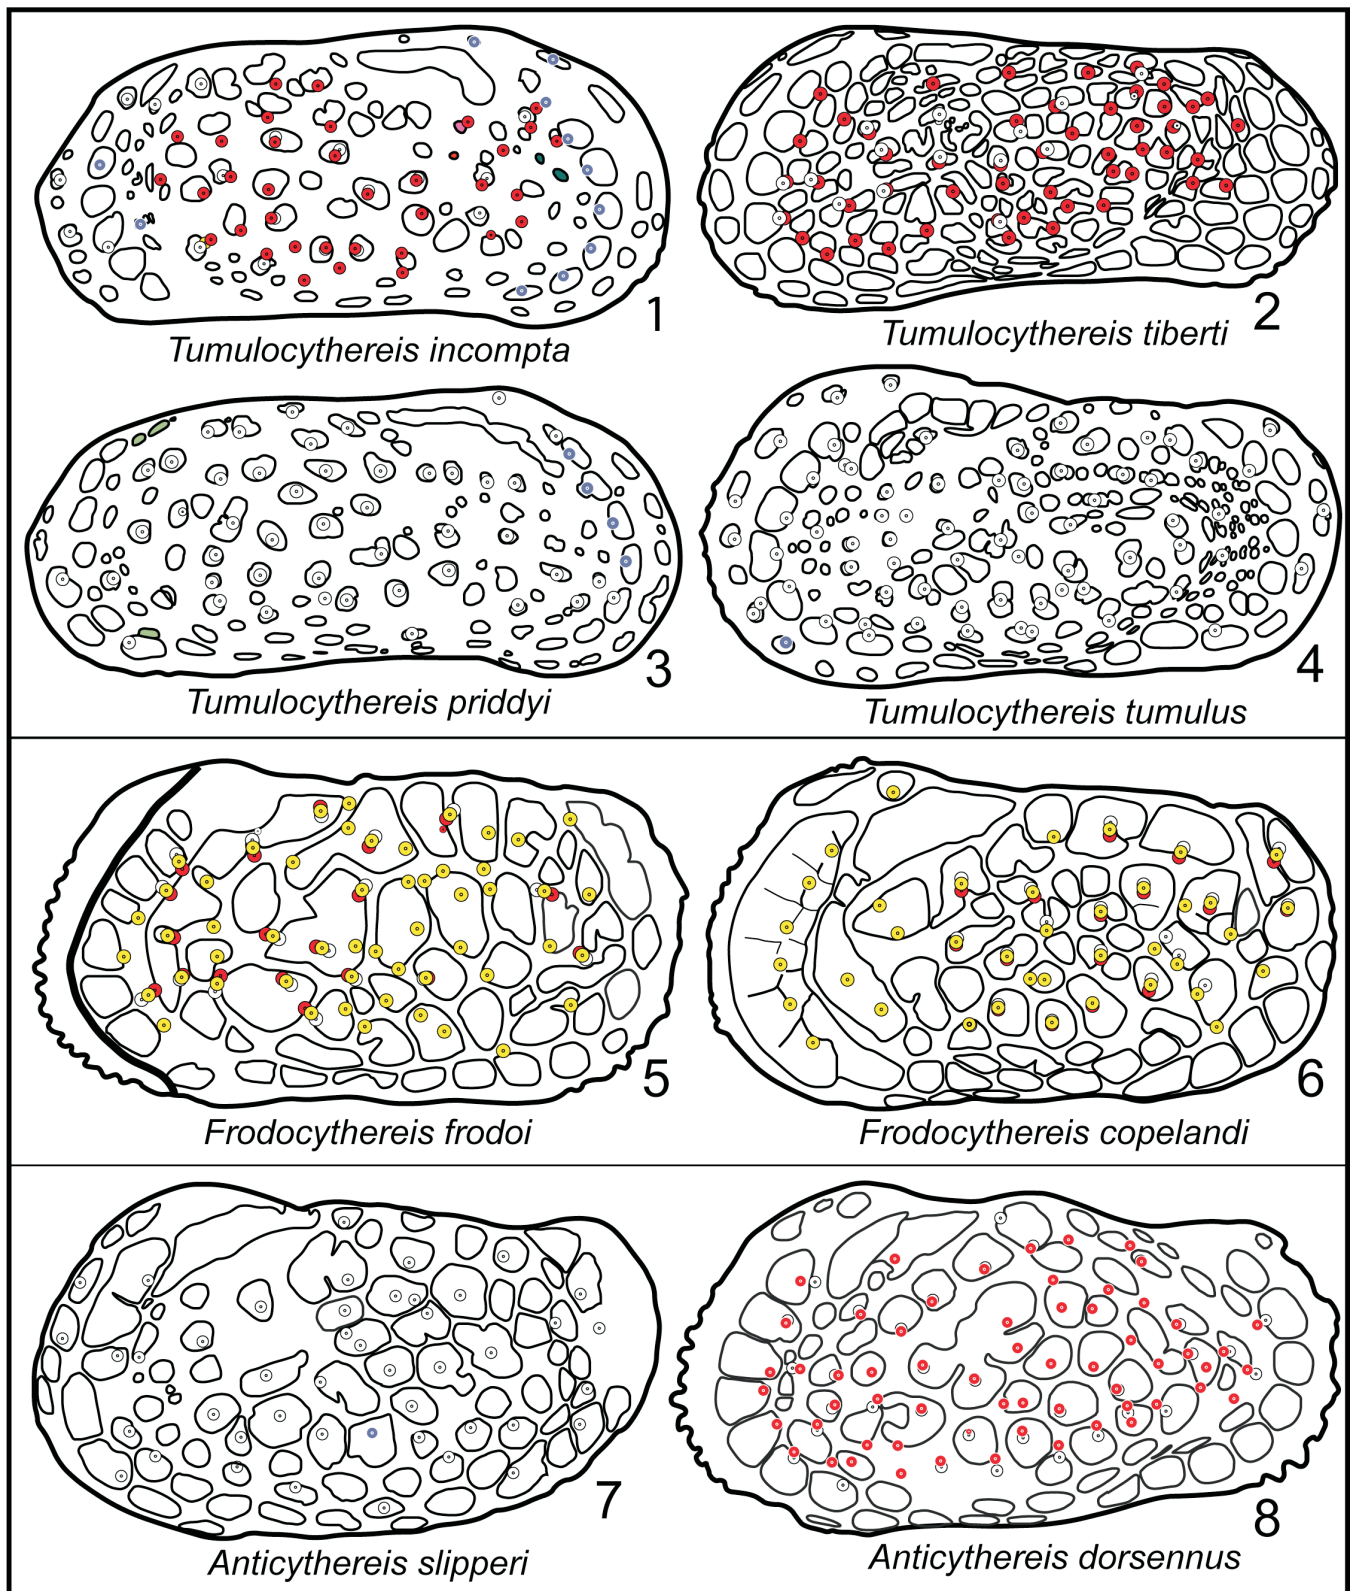 1
Tumulocythereis incompta
2
Tumulocythereis tiberti
3
Tumulocythereis priddyi
4
Tumulocythereis tumulus
5
Frodocythereis frodoi
6
Frodocythereis copelandi
7
Anticythereis slipperi
8
Anticythereis dorsennus